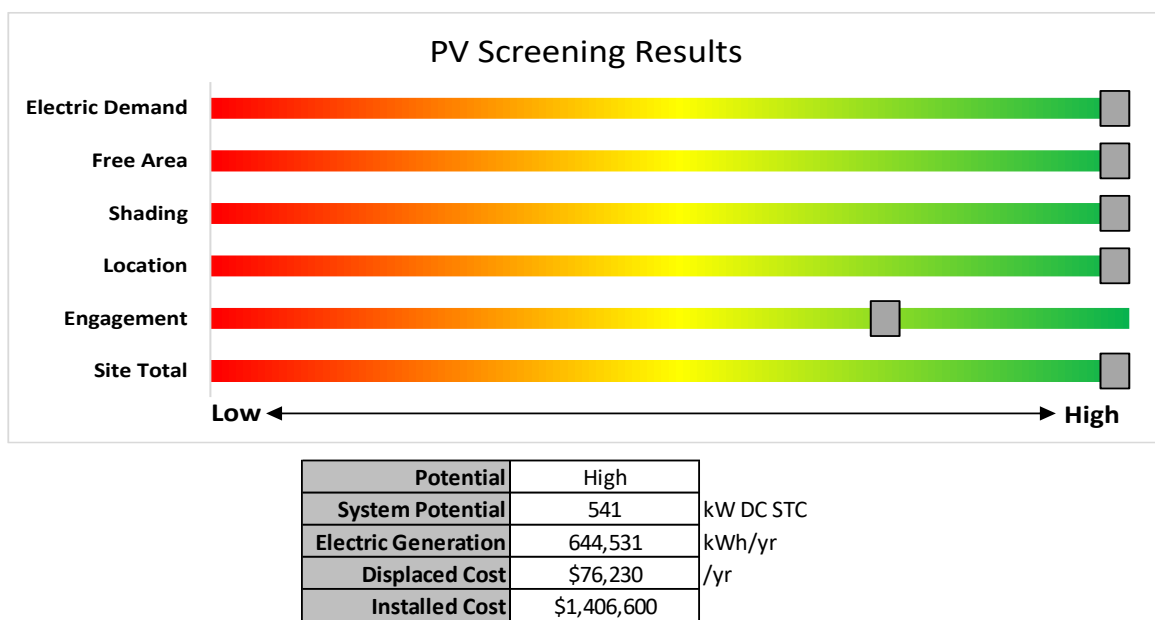 PV Screening Results
Electric Demand
Free Area
Shading
Location
Engagement
Site Total
Low High
Potential High
System Potential 541 kW DC STC
Electric Generation 644,531 kWh/yr
Displaced Cost $76,230 /yr
Installed Cost $1,406,600